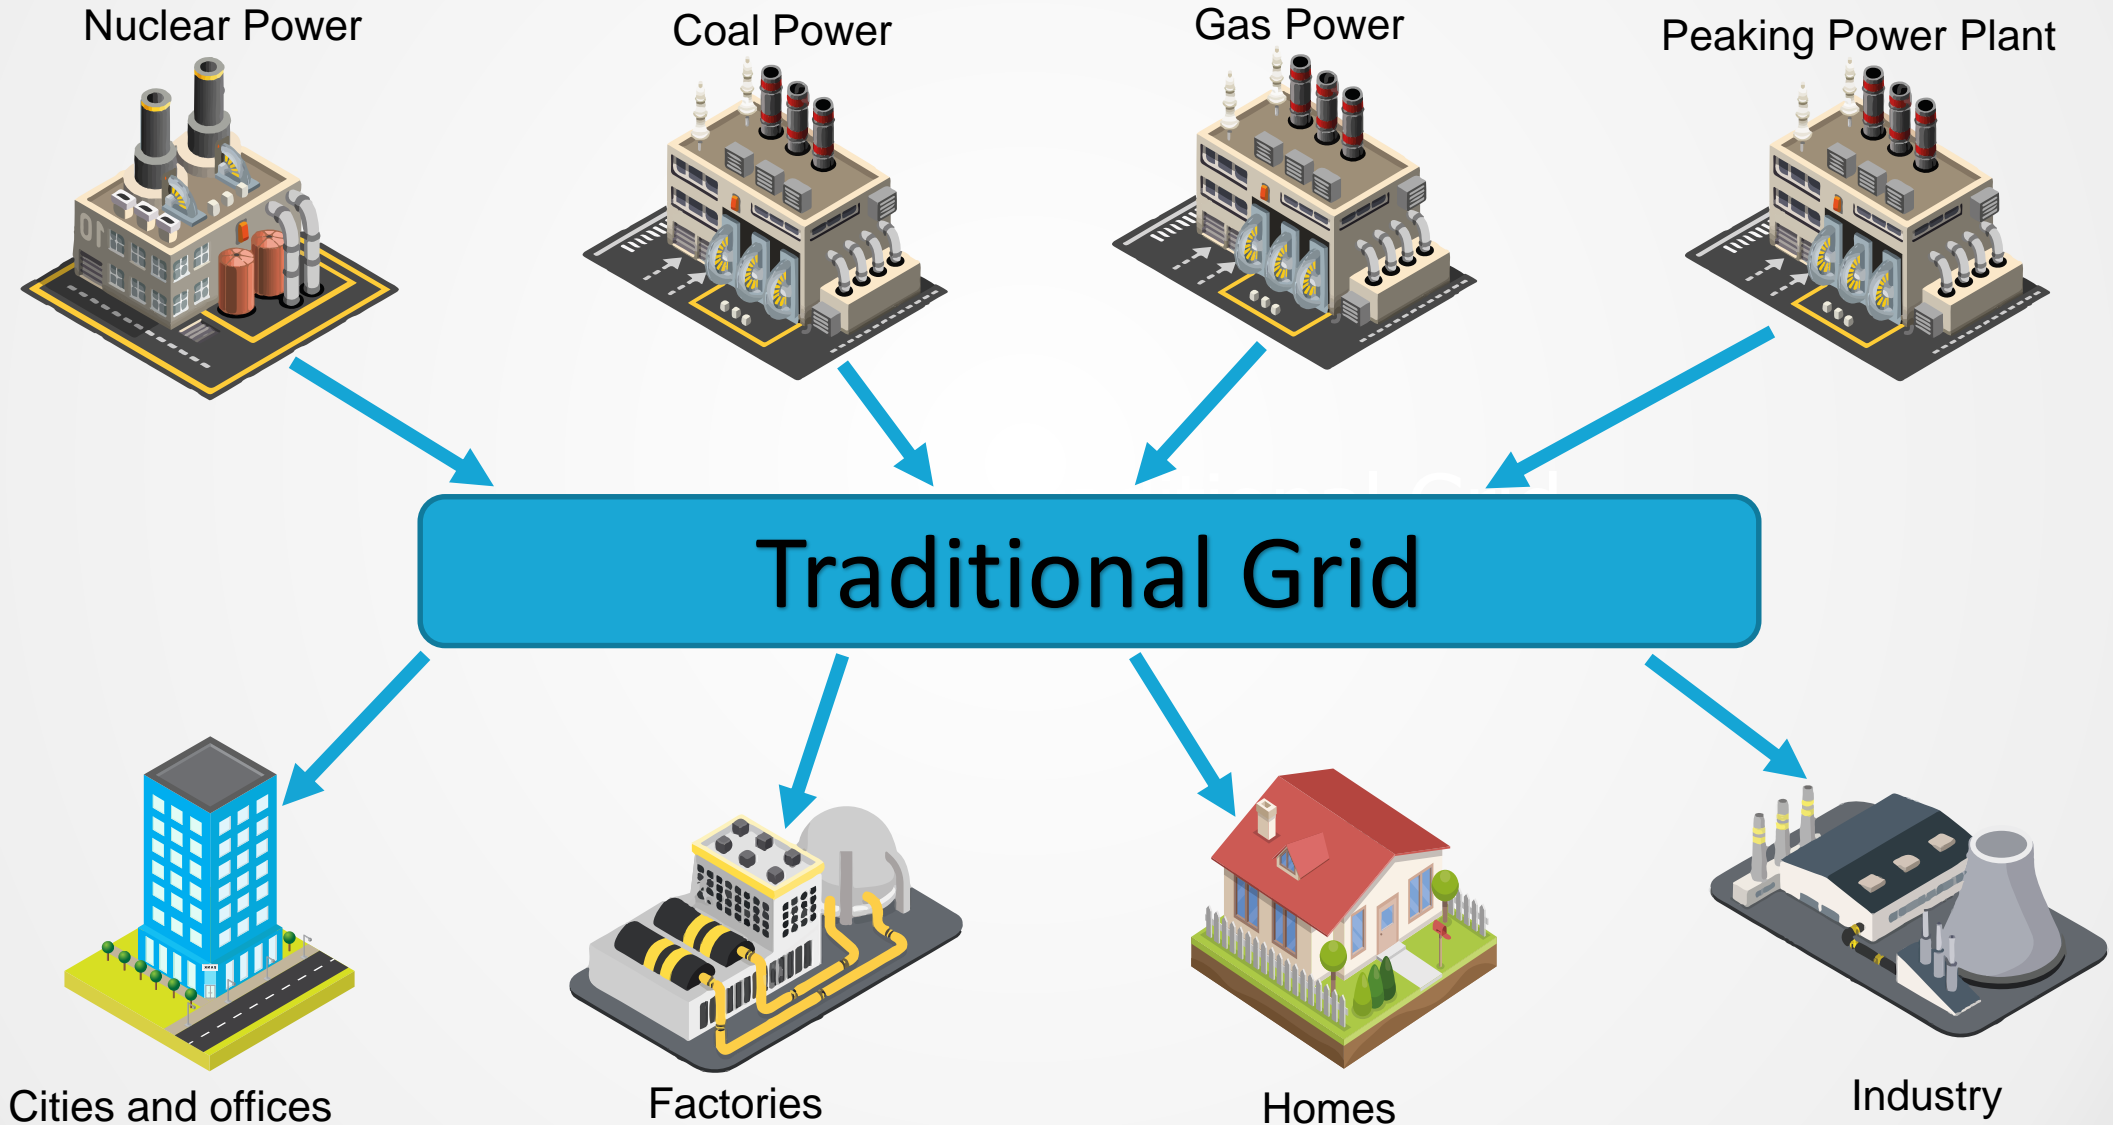 Nuclear Power
Coal Power
Gas Power
Peaking Power Plant
Traditional Grid
Cities and offices
Factories
Homes
Industry